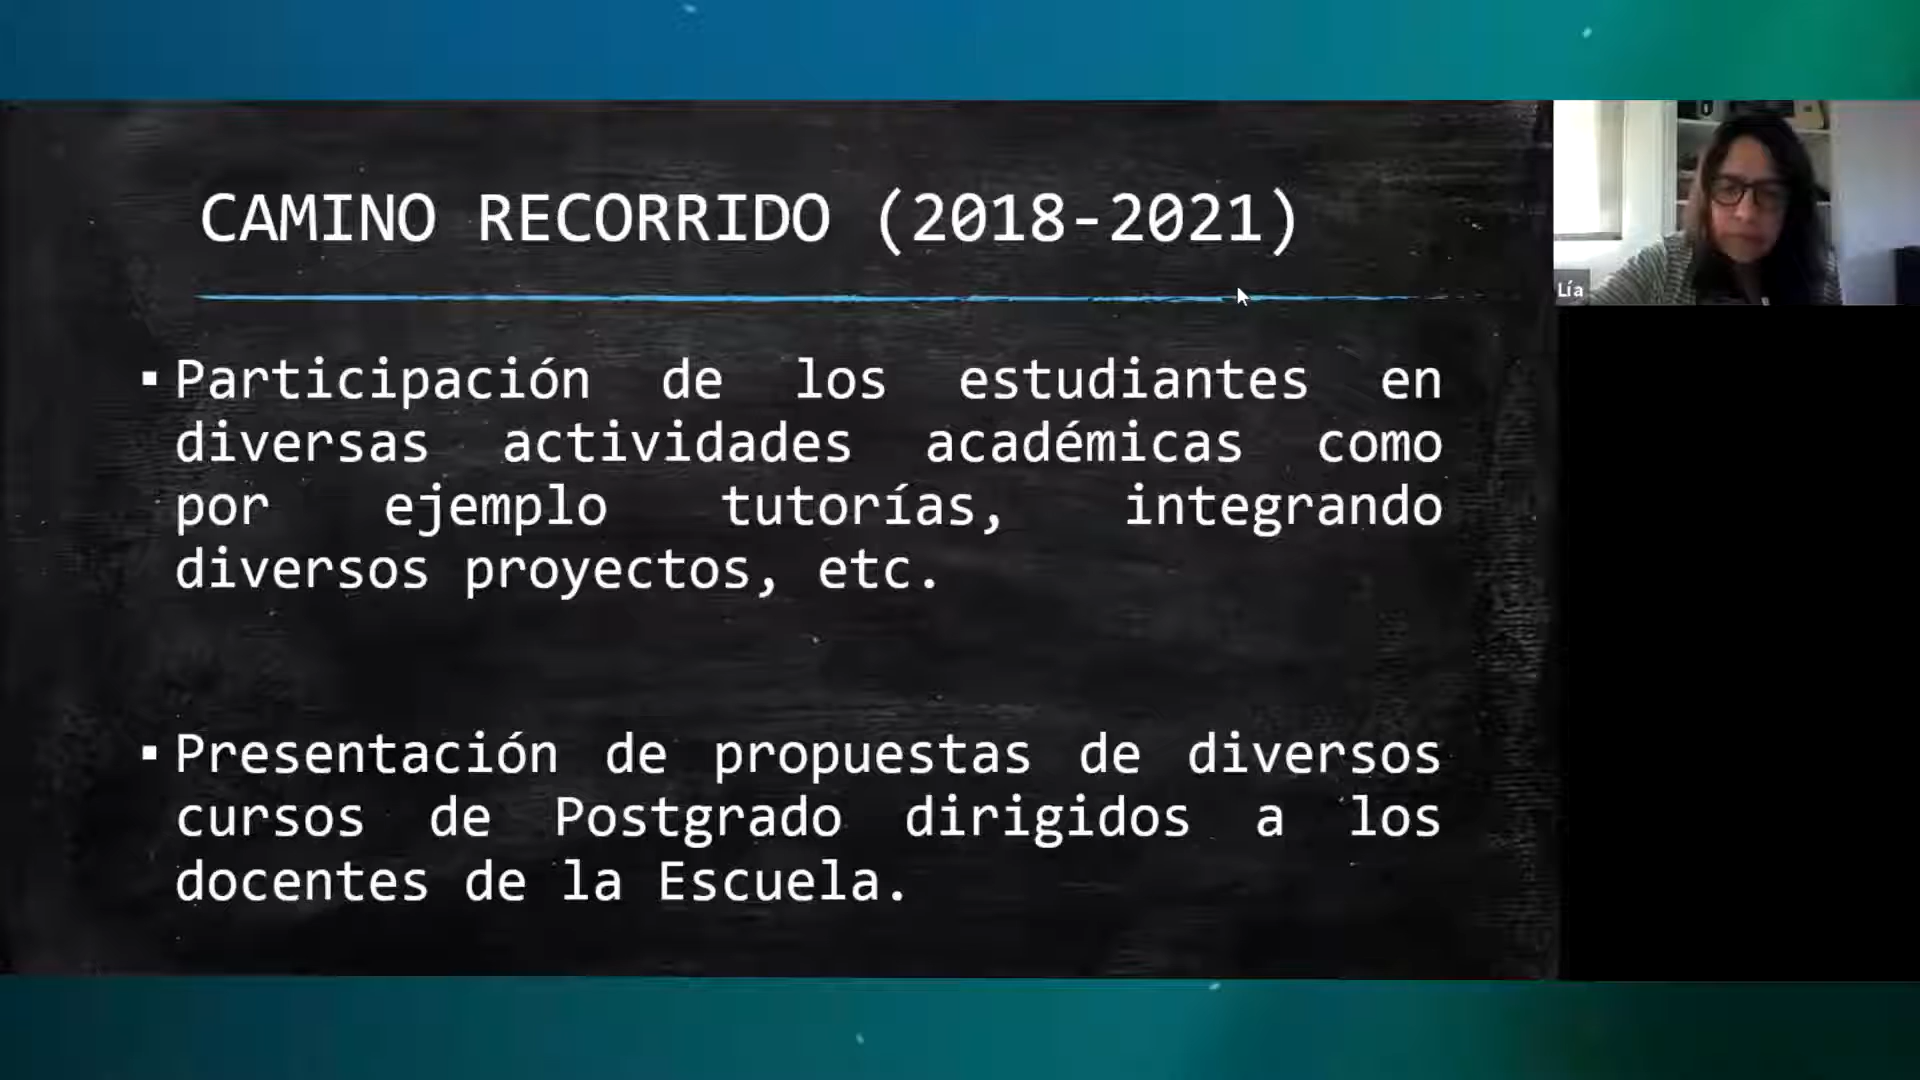 CAMINO RECORRIDO (2018-2021)
Lía
▪ Participación de los estudiantes en
diversas actividades académicas como
por ejemplo tutorías, integrando
diversos proyectos, etc.
▪ Presentación de propuestas de diversos
cursos de Postgrado dirigidos a los
docentes de la Escuela.